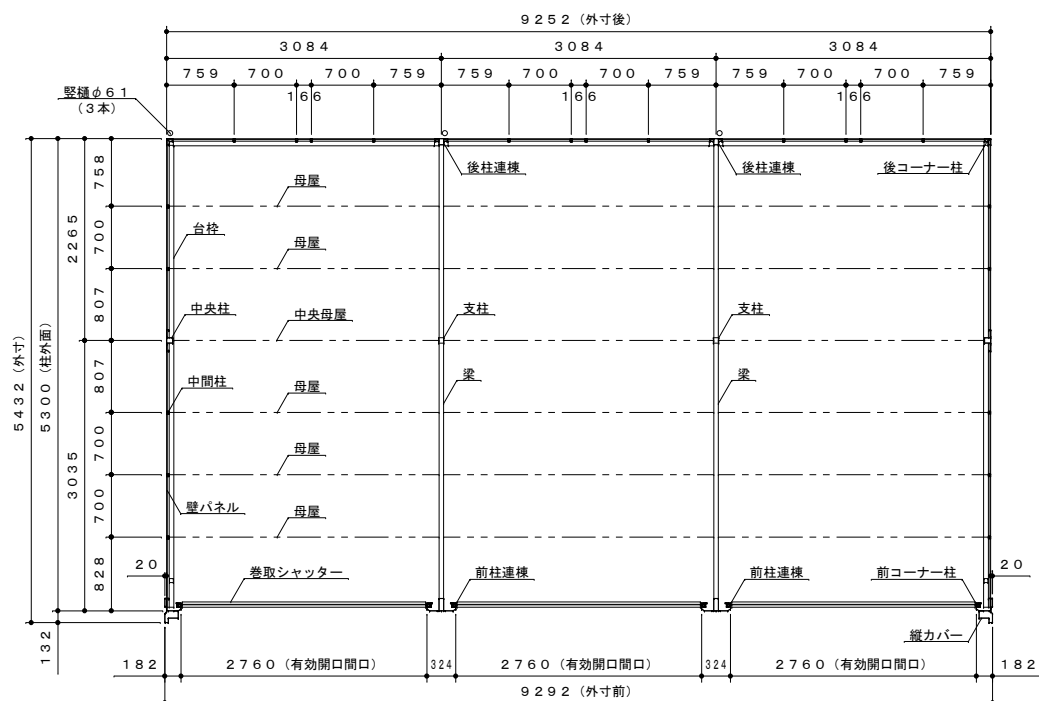 ９２５２（外寸後）
３０８４　３０８４　３０８４
７５９　７００　７００　７５９　７５９　７００　７００　７５９　７５９　７００　７００　７５９
１６６　１６６　１６６
竪樋φ６１
（３本）
後柱連棟　後柱連棟　後コーナー柱
母屋
台枠
母屋
中央柱　中央母屋　支柱　支柱
中間柱　母屋　梁　梁
母屋
壁パネル
母屋
巻取シャッター　前柱連棟　前柱連棟　前コーナー柱
縦カバー
５４３２（外寸）
５３００（柱外面）
１３２
２２６５
３０３５
７５８
７００
８０７
８０７
７００
７００
８２８
２０　２０
１８２　２７６０（有効開口間口）　３２４　２７６０（有効開口間口）　３２４　２７６０（有効開口間口）　１８２
９２９２（外寸前）